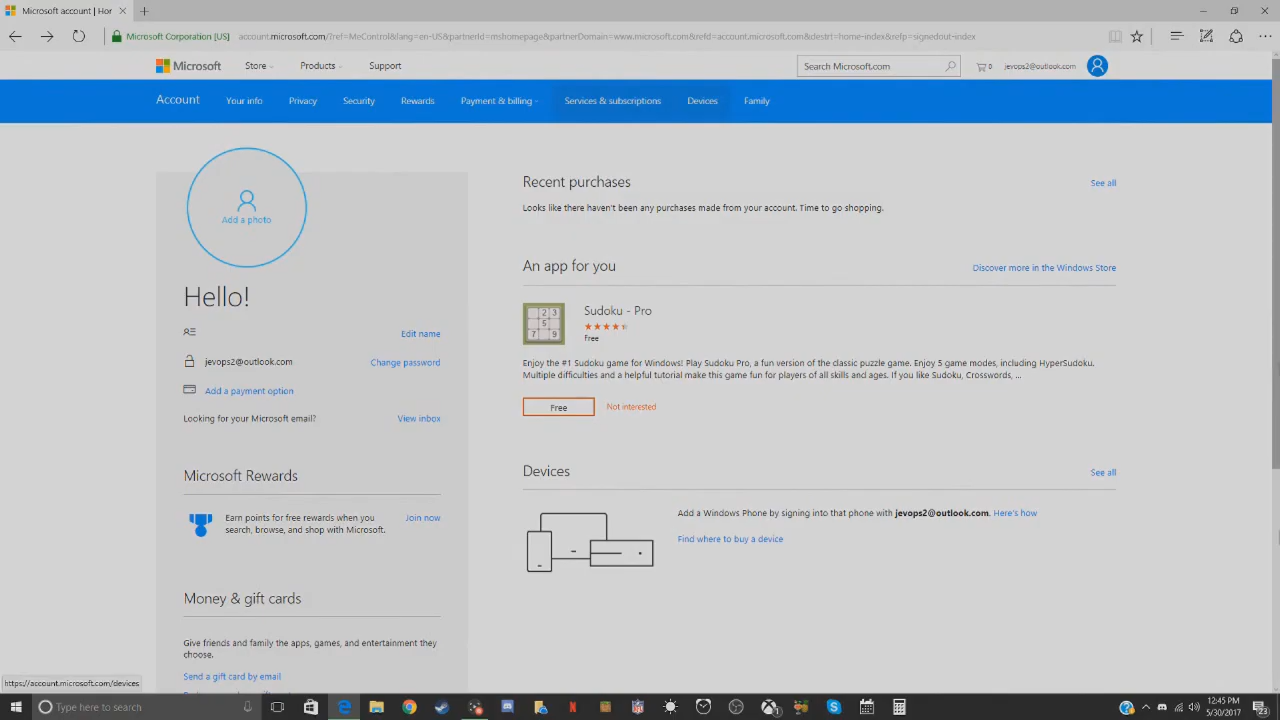 Microsoft account | Hor
Microsoft Corporation [US]
account.microsoft.com/?ref=MeControl&lang=en-US&partnerId=mshomepage&partnerDomain=www.microsoft.com&refd=account.microsoft.com&destrt=home-index&refp=signedout-index
Microsoft
Store
Products
Support
Search Microsoft.com
0
jevops2@outlook.com
Account
Your info
Privacy
Security
Rewards
Payment & billing
Services & subscriptions
Devices
Family
Add a photo
Hello!
Edit name
jevops2@outlook.com
Change password
Add a payment option
Looking for your Microsoft email?
View inbox
Microsoft Rewards
Earn points for free rewards when you
search, browse, and shop with Microsoft.
Join now
Money & gift cards
Give friends and family the apps, games, and entertainment they
choose.
Send a gift card by email
Recent purchases
See all
Looks like there haven't been any purchases made from your account. Time to go shopping.
An app for you
Discover more in the Windows Store
2 3
5
7 9
Sudoku - Pro
Free
Enjoy the #1 Sudoku game for Windows! Play Sudoku Pro, a fun version of the classic puzzle game. Enjoy 5 game modes, including HyperSudoku.
Multiple difficulties and a helpful tutorial make this game fun for players of all skills and ages. If you like Sudoku, Crosswords, ...
Free
Not interested
Devices
See all
Add a Windows Phone by signing into that phone with jevops2@outlook.com. Here's how
Find where to buy a device
https://account.microsoft.com/devices
Type here to search
12:45 PM
5/30/2017
23